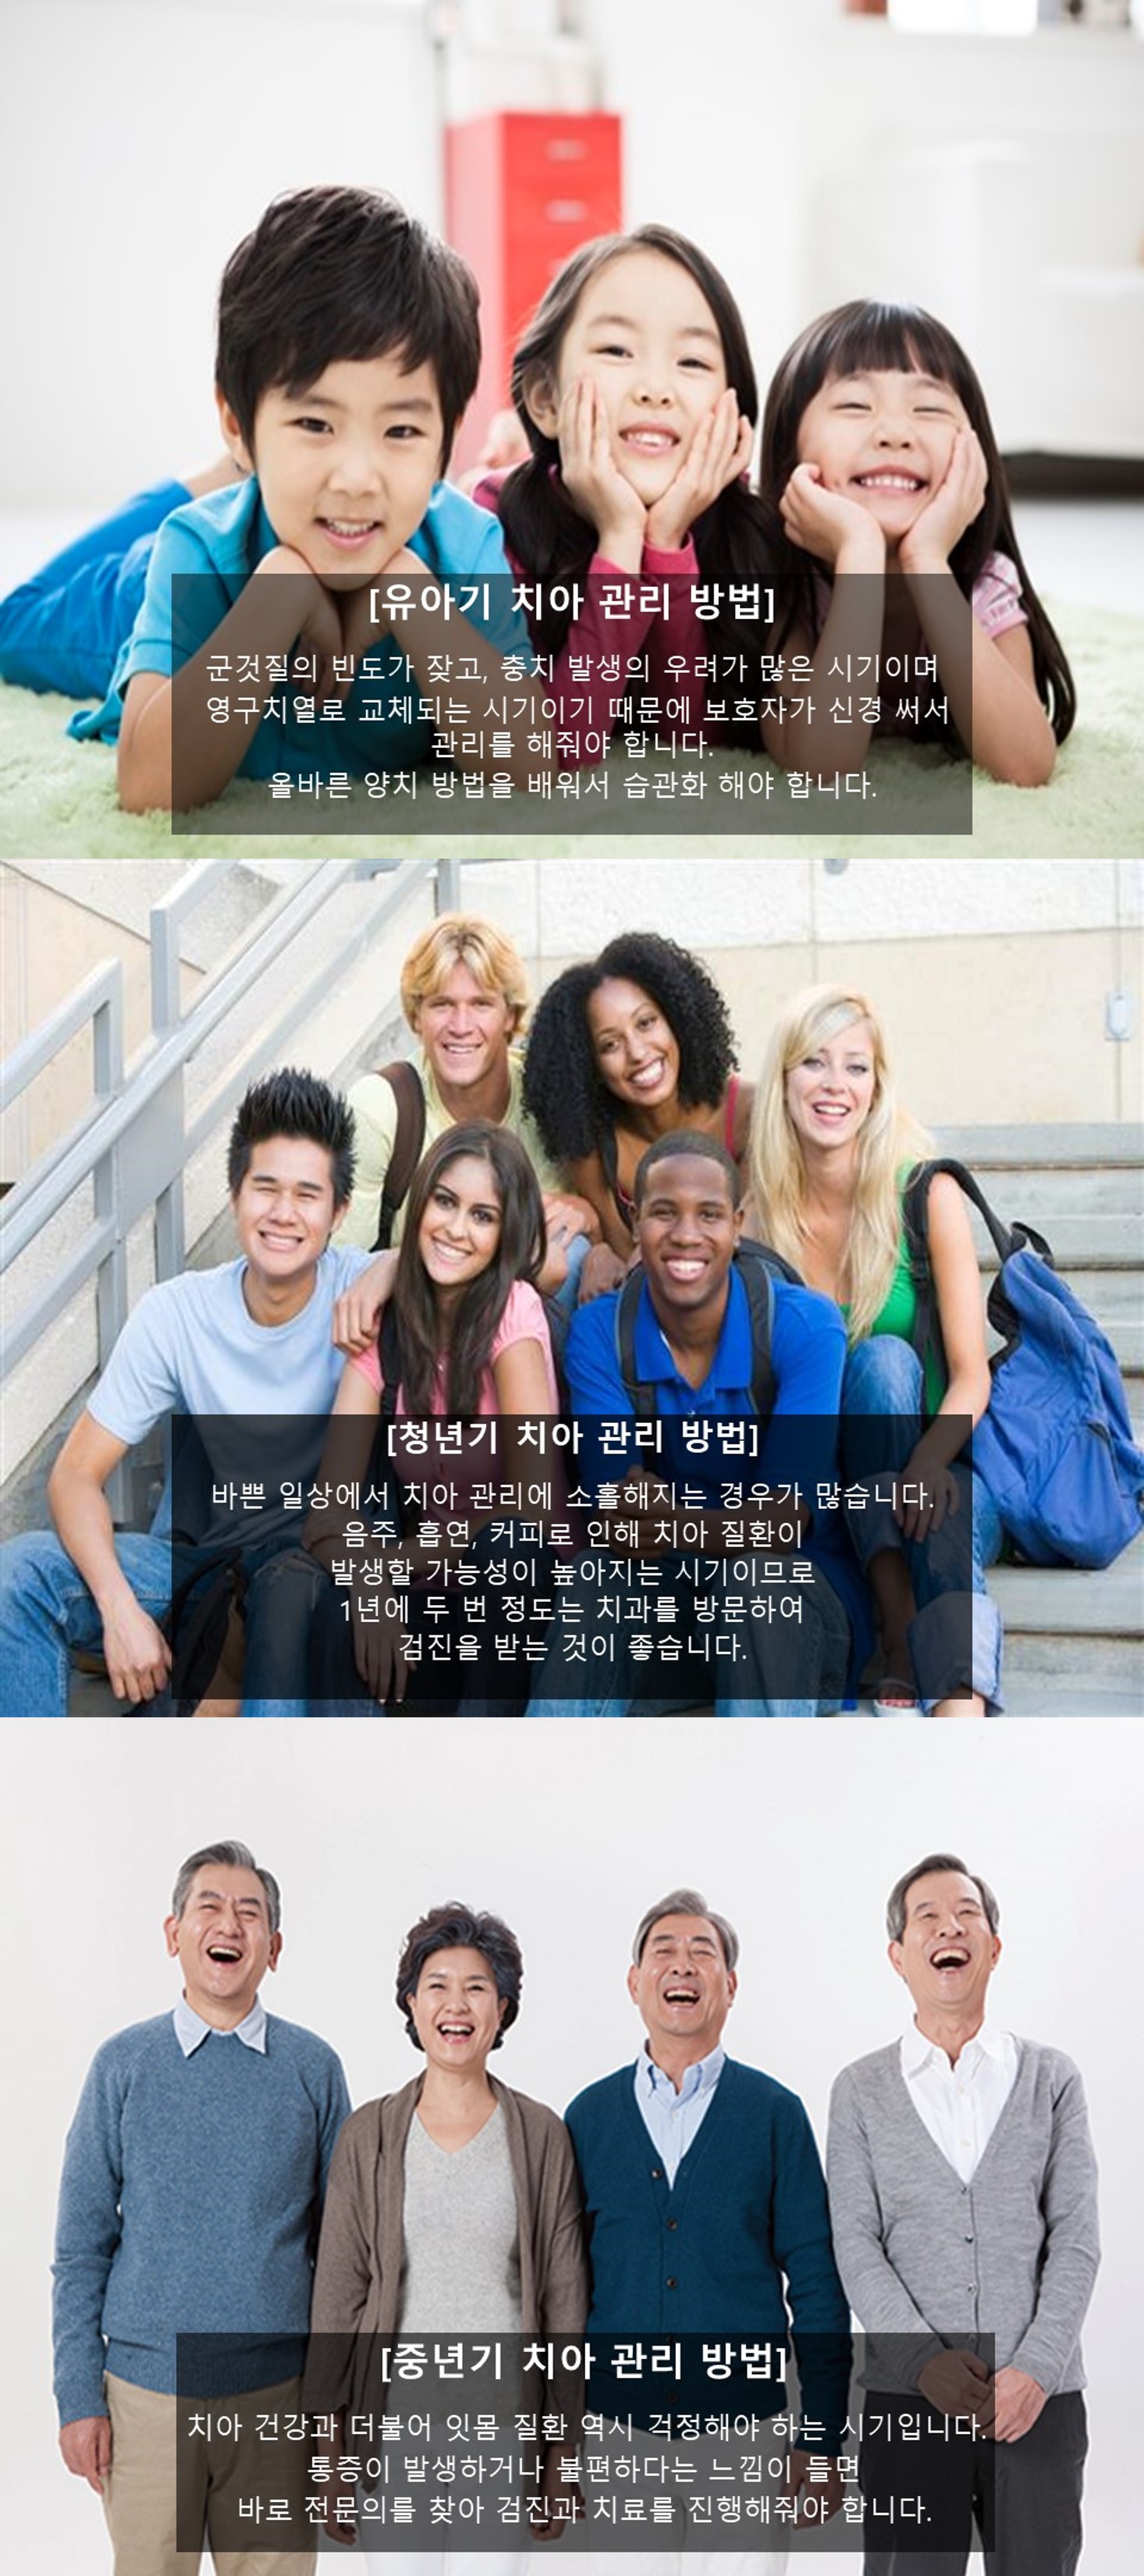 [유아기 치아 관리 방법]
군것질의 빈도가 잦고, 충치 발생의 우려가 많은 시기이며
영구치열로 교체되는 시기이기 때문에 보호자가 신경 써서
관리를 해줘야 합니다.
올바른 양치 방법을 배워서 습관화 해야 합니다.
[청년기 치아 관리 방법]
바쁜 일상에서 치아 관리에 소홀해지는 경우가 많습니다.
음주, 흡연, 커피로 인해 치아 질환이
발생할 가능성이 높아지는 시기이므로
1년에 두 번 정도는 치과를 방문하여
검진을 받는 것이 좋습니다.
[중년기 치아 관리 방법]
치아 건강과 더불어 잇몸 질환 역시 걱정해야 하는 시기입니다.
통증이 발생하거나 불편하다는 느낌이 들면
바로 전문의를 찾아 검진과 치료를 진행해줘야 합니다.